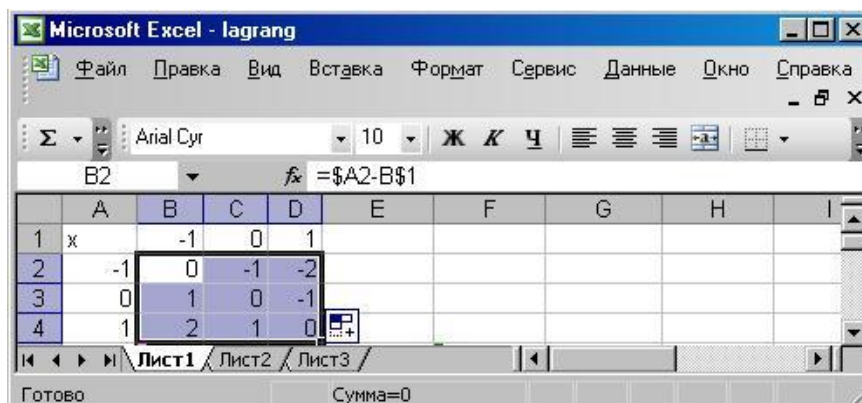 Microsoft Excel - lagrang
Файл Правка Вид Вставка Формат Сервис Данные Окно Справка
Σ Arial Cyr 10 Ж К Ч
B2 fx =$A2-B$1
A B C D E F G H I
1 x -1 0 1
2 -1 0 -1 -2
3 0 1 0 -1
4 1 2 1 0
Лист1 Лист2 Лист3
Готово Сумма=0